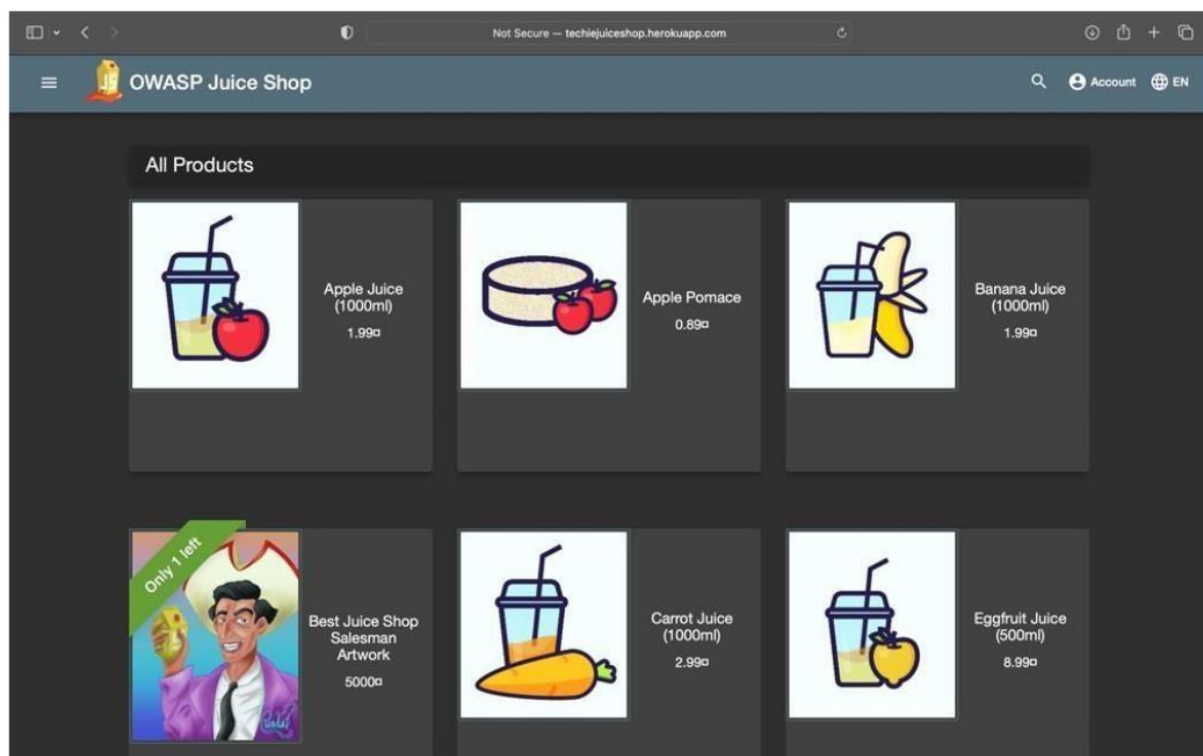 Not Secure — techiejuiceshop.herokuapp.com
OWASP Juice Shop
Account
EN
All Products
Apple Juice
(1000ml)
1.99¤
Apple Pomace
0.89¤
Banana Juice
(1000ml)
1.99¤
Only 1 left
Best Juice Shop
Salesman
Artwork
5000¤
Carrot Juice
(1000ml)
2.99¤
Eggfruit Juice
(500ml)
8.99¤